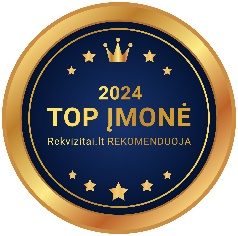 2024
TOP ĮMONĖ
Rekvizitai.lt REKOMENDUOJA